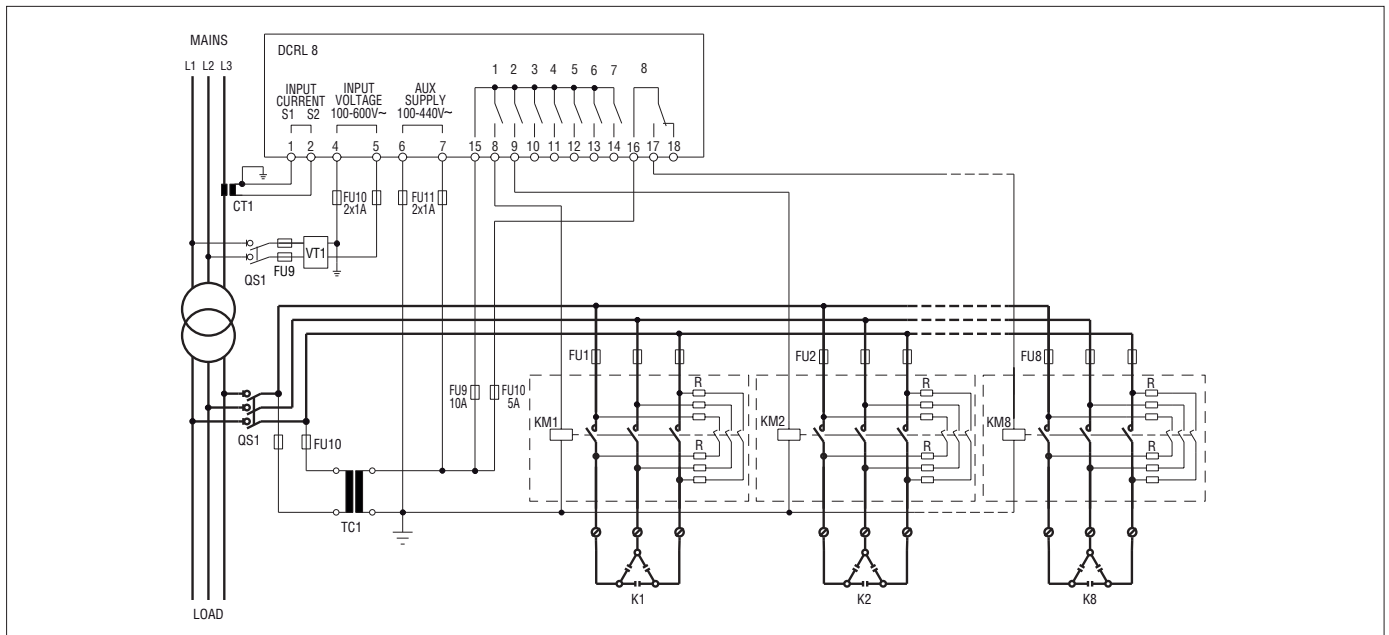 MAINS
L1 L2 L3
DCRL 8
1 2 3 4 5 6 7 8
INPUT
CURRENT
S1 S2
INPUT
VOLTAGE
100-600V~
AUX
SUPPLY
100-440V~
1 2 4 5 6 7 15 8 9 10 11 12 13 14 16 17 18
CT1
FU10
2x1A
FU11
2x1A
VT1
QS1
FU9
FU1
FU2
FU8
FU9
10A
FU10
5A
R
R
R
KM1
KM2
KM8
QS1
FU10
R
R
R
TC1
K1
K2
K8
LOAD